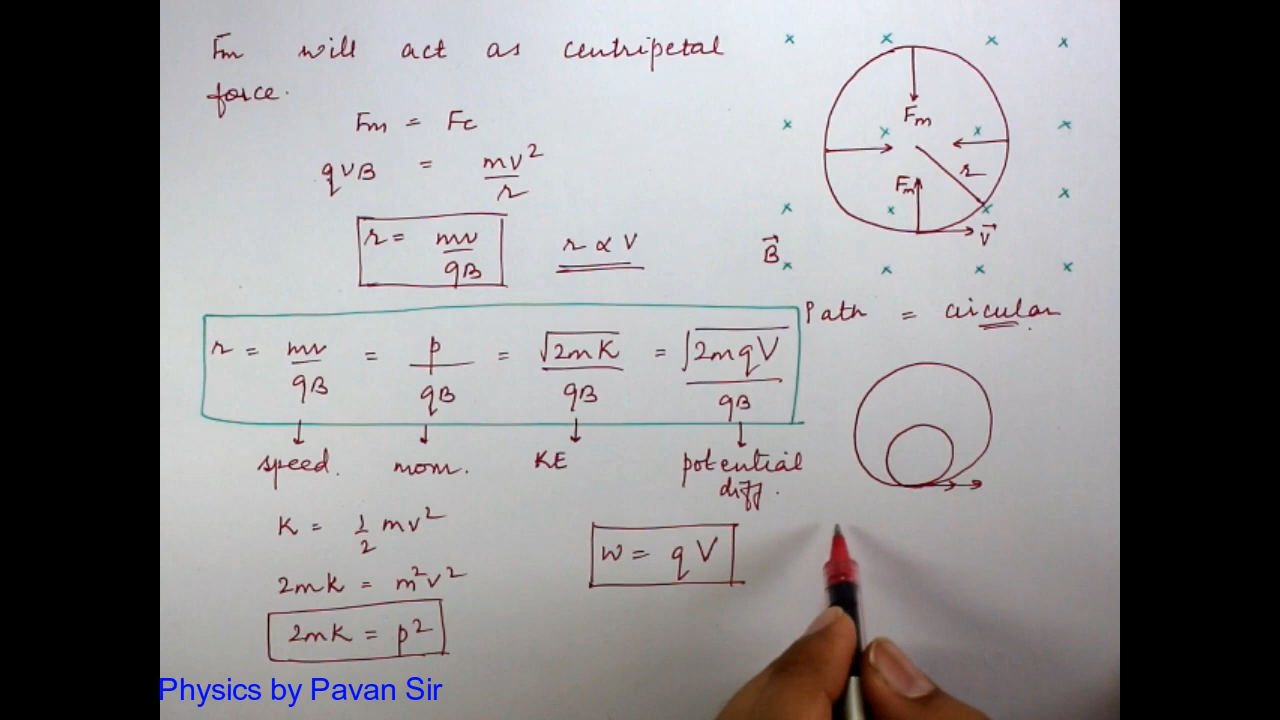 Fm will act as centripetal
force.
Fm = Fc
qvB = mv²/r
r = mv/qB
r ∝ V
r = mv/qB = p/qB = √2mK/qB = √2mqV/qB
↓ speed. ↓ mom. ↓ KE ↓ potential
diff.
K = 1/2 mv²
2mK = m²v²
2mK = p²
W = qV
x x x x
Fm
x x x x
r
Fm
x x x x
V⃗
B⃗
x x x x
Path = circular
Physics by Pavan Sir